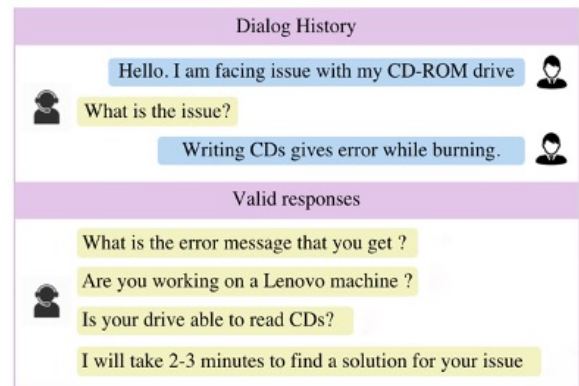 Dialog History
Hello. I am facing issue with my CD-ROM drive
What is the issue?
Writing CDs gives error while burning.
Valid responses
What is the error message that you get ?
Are you working on a Lenovo machine ?
Is your drive able to read CDs?
I will take 2-3 minutes to find a solution for your issue